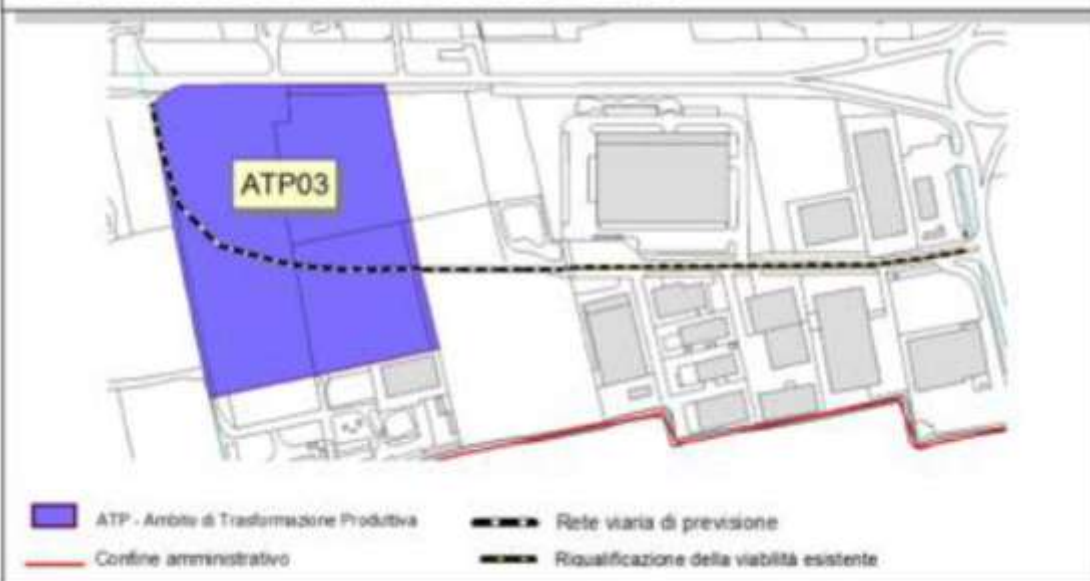 ATP03
ATP - Ambito di Trasformazione Produttiva
Rete viaria di previsione
Confine amministrativo
Riqualificazione della viabilità esistente